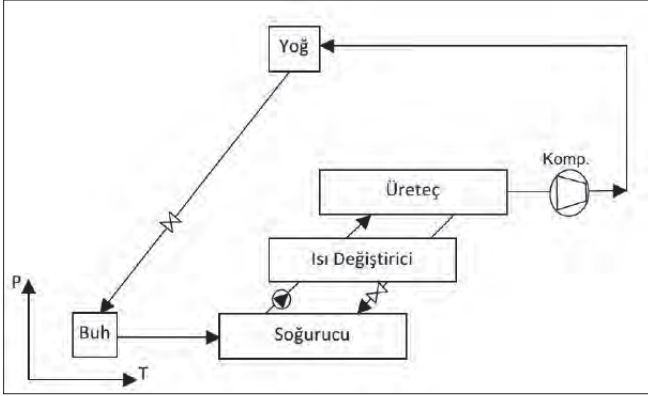 Yoğ
Komp.
Üreteç
Isı Değiştirici
P
Buh
Soğurucu
T